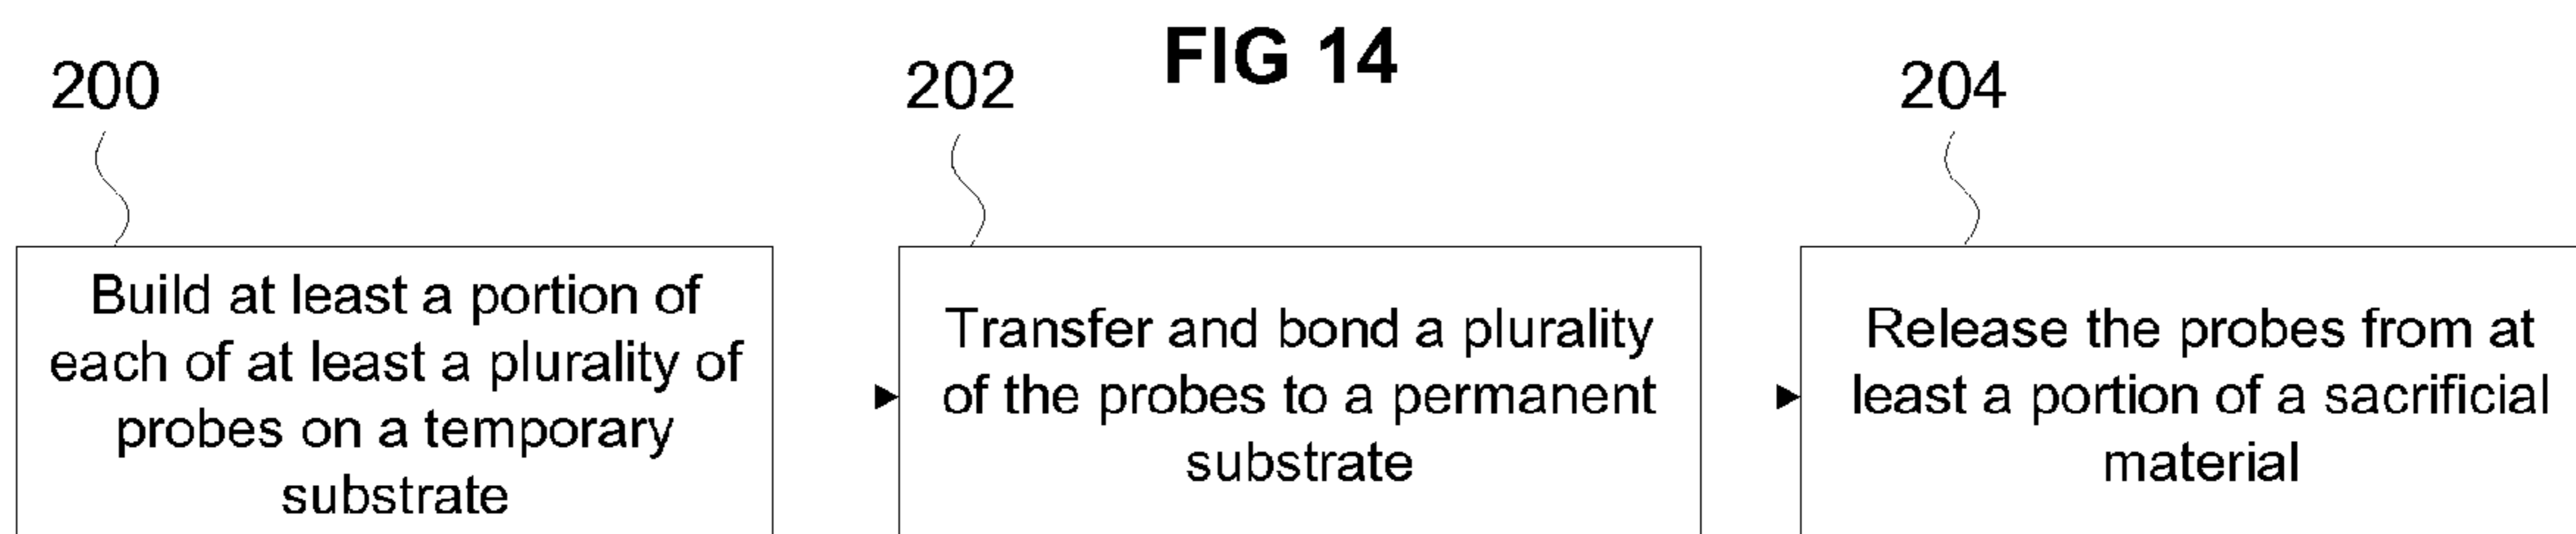 FIG 14
200
202
204
Build at least a portion of
each of at least a plurality of
probes on a temporary
substrate
Transfer and bond a plurality
of the probes to a permanent
substrate
Release the probes from at
least a portion of a sacrificial
material